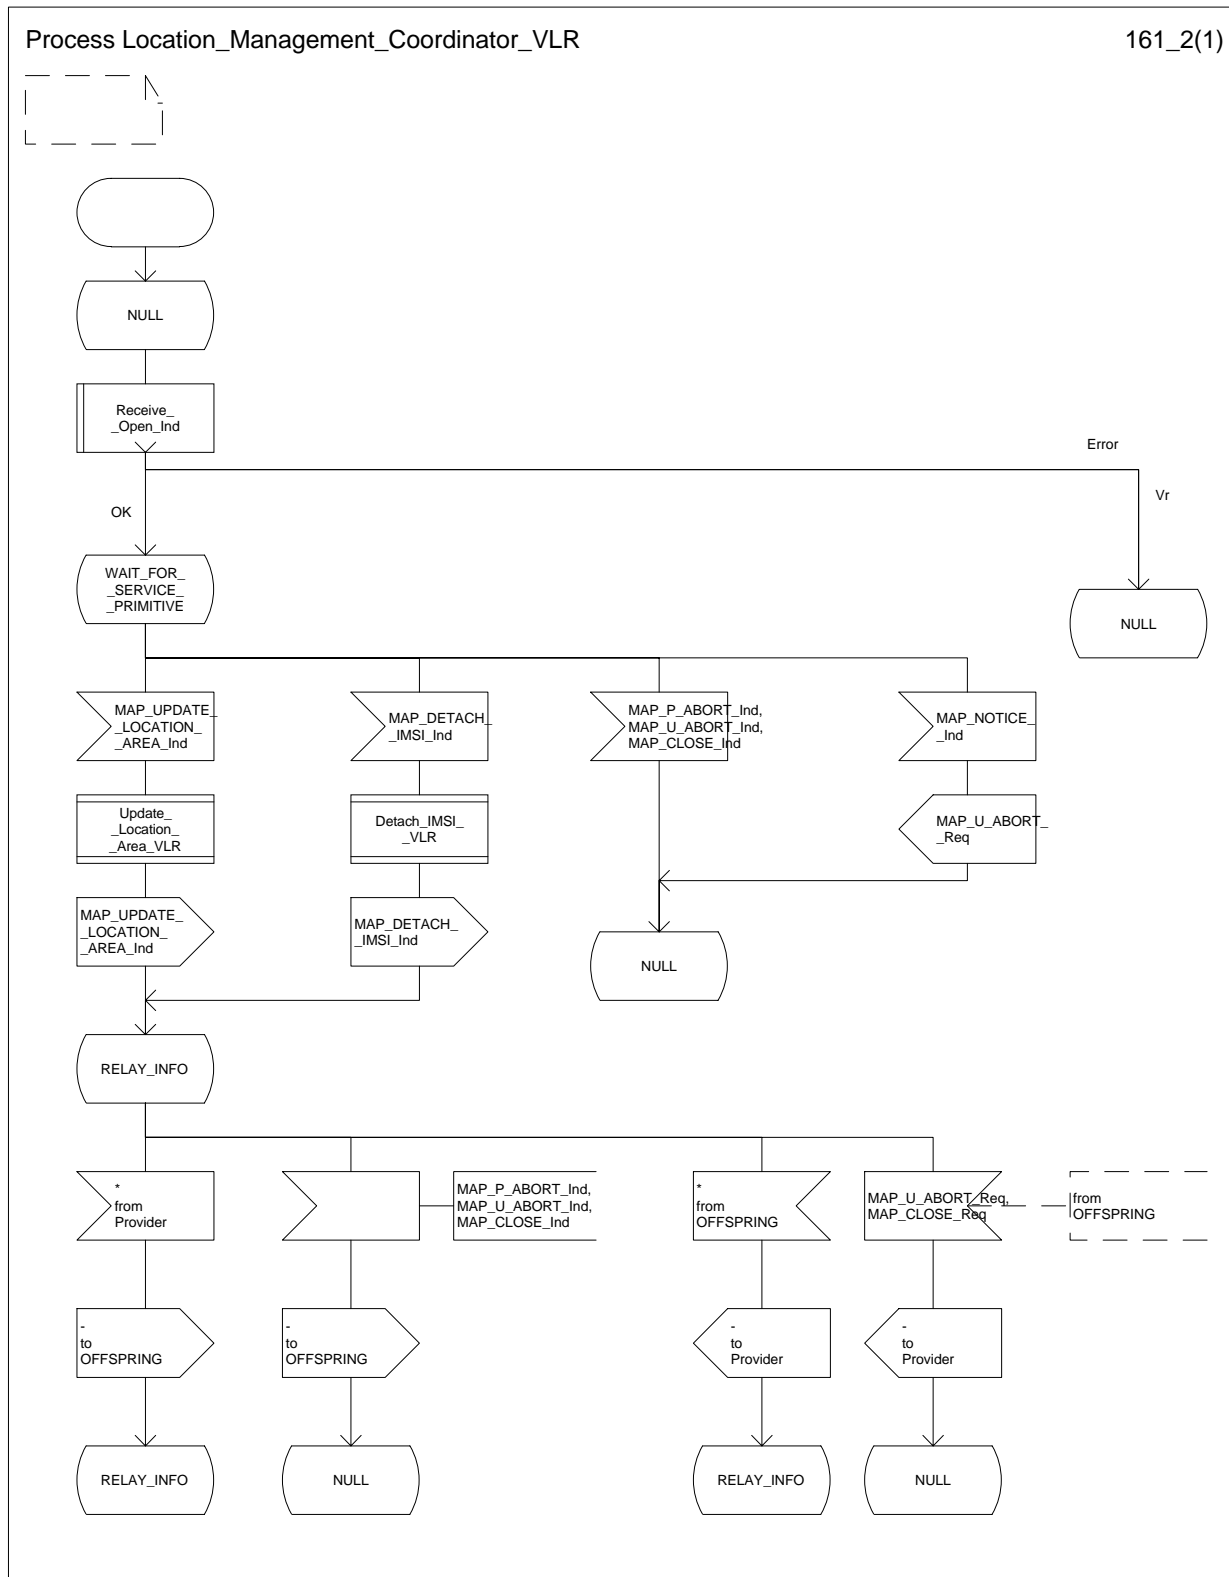 Process Location_Management_Coordinator_VLR
161_2(1)
NULL
Receive_
_Open_Ind
Error
Vr
OK
WAIT_FOR_
_SERVICE_
_PRIMITIVE
NULL
MAP_UPDATE_
_LOCATION_
_AREA_Ind
MAP_DETACH_
_IMSI_Ind
MAP_P_ABORT_Ind,
MAP_U_ABORT_Ind,
MAP_CLOSE_Ind
MAP_NOTICE_
_Ind
Update_
_Location_
_Area_VLR
Detach_IMSI_
_VLR
MAP_U_ABORT_
_Req
MAP_UPDATE_
_LOCATION_
_AREA_Ind
MAP_DETACH_
_IMSI_Ind
NULL
RELAY_INFO
*
from
Provider
MAP_P_ABORT_Ind,
MAP_U_ABORT_Ind,
MAP_CLOSE_Ind
*
from
OFFSPRING
MAP_U_ABORT_Req,
MAP_CLOSE_Req
from
OFFSPRING
-
to
OFFSPRING
-
to
OFFSPRING
-
to
Provider
-
to
Provider
RELAY_INFO
NULL
RELAY_INFO
NULL